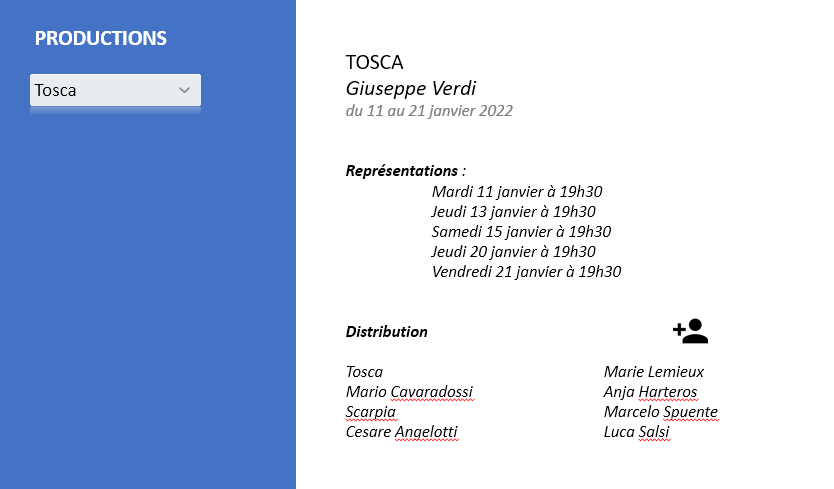 PRODUCTIONS
Tosca
TOSCA
Giuseppe Verdi
du 11 au 21 janvier 2022
Représentations :
Mardi 11 janvier à 19h30
Jeudi 13 janvier à 19h30
Samedi 15 janvier à 19h30
Jeudi 20 janvier à 19h30
Vendredi 21 janvier à 19h30
Distribution
Tosca Marie Lemieux
Mario Cavaradossi Anja Harteros
Scarpia Marcelo Spuente
Cesare Angelotti Luca Salsi